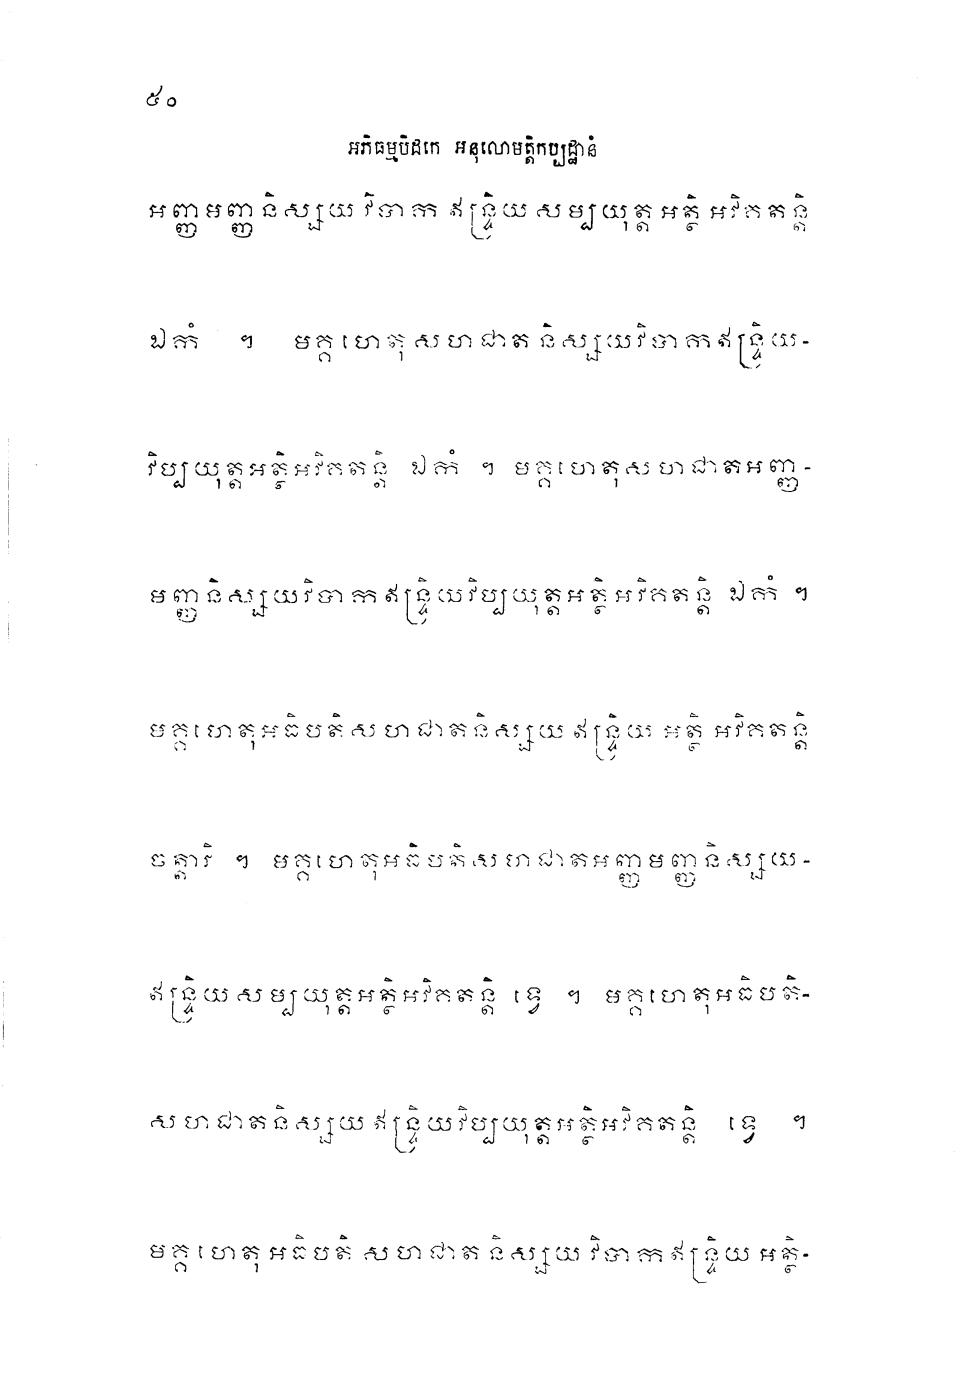 ៥០
អភិធម្មបិដកេ អនុលោមត្តិកប្បដ្ឋានំ
អញ្ញមញ្ញនិស្សយវិបាកឥន្ទ្រិយសម្បយុត្តអត្ថិអវិគតន្តិ
ឯកំ ។ មគ្គហេតុសហជាតនិស្សយវិបាកឥន្ទ្រិយ-
វិប្បយុត្តអត្ថិអវិគតន្តិ ឯកំ ។ មគ្គហេតុសហជាតអញ្ញ-
មញ្ញនិស្សយវិបាកឥន្ទ្រិយវិប្បយុត្តអត្ថិអវិគតន្តិ ឯកំ ។
មគ្គហេតុអធិបតិសហជាតនិស្សយឥន្ទ្រិយអត្ថិអវិគតន្តិ
ចត្តារិ ។ មគ្គហេតុអធិបតិសហជាតអញ្ញមញ្ញនិស្សយ-
ឥន្ទ្រិយសម្បយុត្តអត្ថិអវិគតន្តិ ទ្វេ ។ មគ្គហេតុអធិបតិ-
សហជាតនិស្សយឥន្ទ្រិយវិប្បយុត្តអត្ថិអវិគតន្តិ ទ្វេ ។
មគ្គហេតុអធិបតិសហជាតនិស្សយវិបាកឥន្ទ្រិយអត្ថិ-